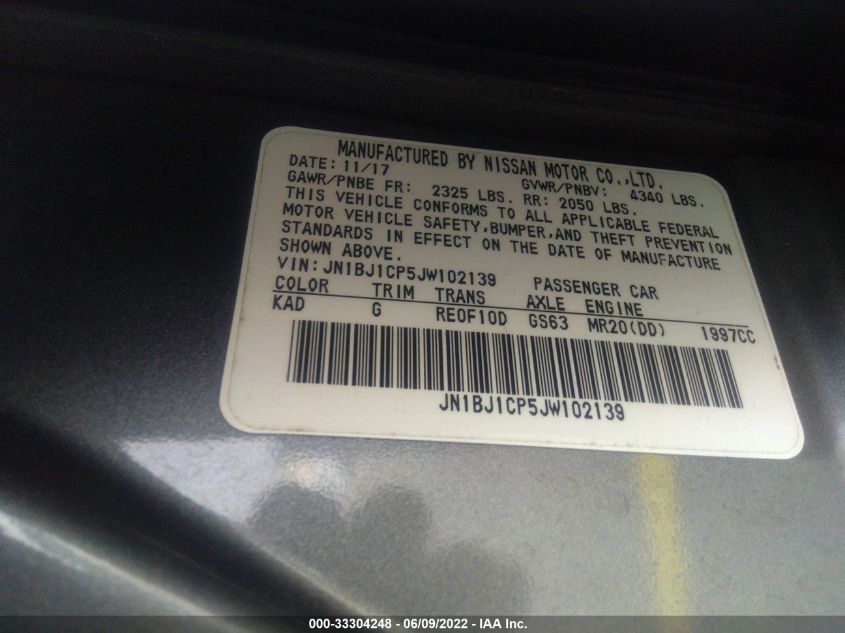 MANUFACTURED BY NISSAN MOTOR CO.,LTD.
DATE: 11/17 GVWR/PNBV: 4340 LBS.
GAWR/PNBE FR: 2325 LBS. RR: 2050 LBS.
THIS VEHICLE CONFORMS TO ALL APPLICABLE FEDERAL
MOTOR VEHICLE SAFETY,BUMPER,AND THEFT PREVENTION
STANDARDS IN EFFECT ON THE DATE OF MANUFACTURE
SHOWN ABOVE.
VIN: JN1BJ1CP5JW102139 PASSENGER CAR
COLOR TRIM TRANS AXLE ENGINE
KAD G RE0F10D GS63 MR20(DD) 1997CC
JN1BJ1CP5JW102139
000-33304248 - 06/09/2022 - IAA Inc.